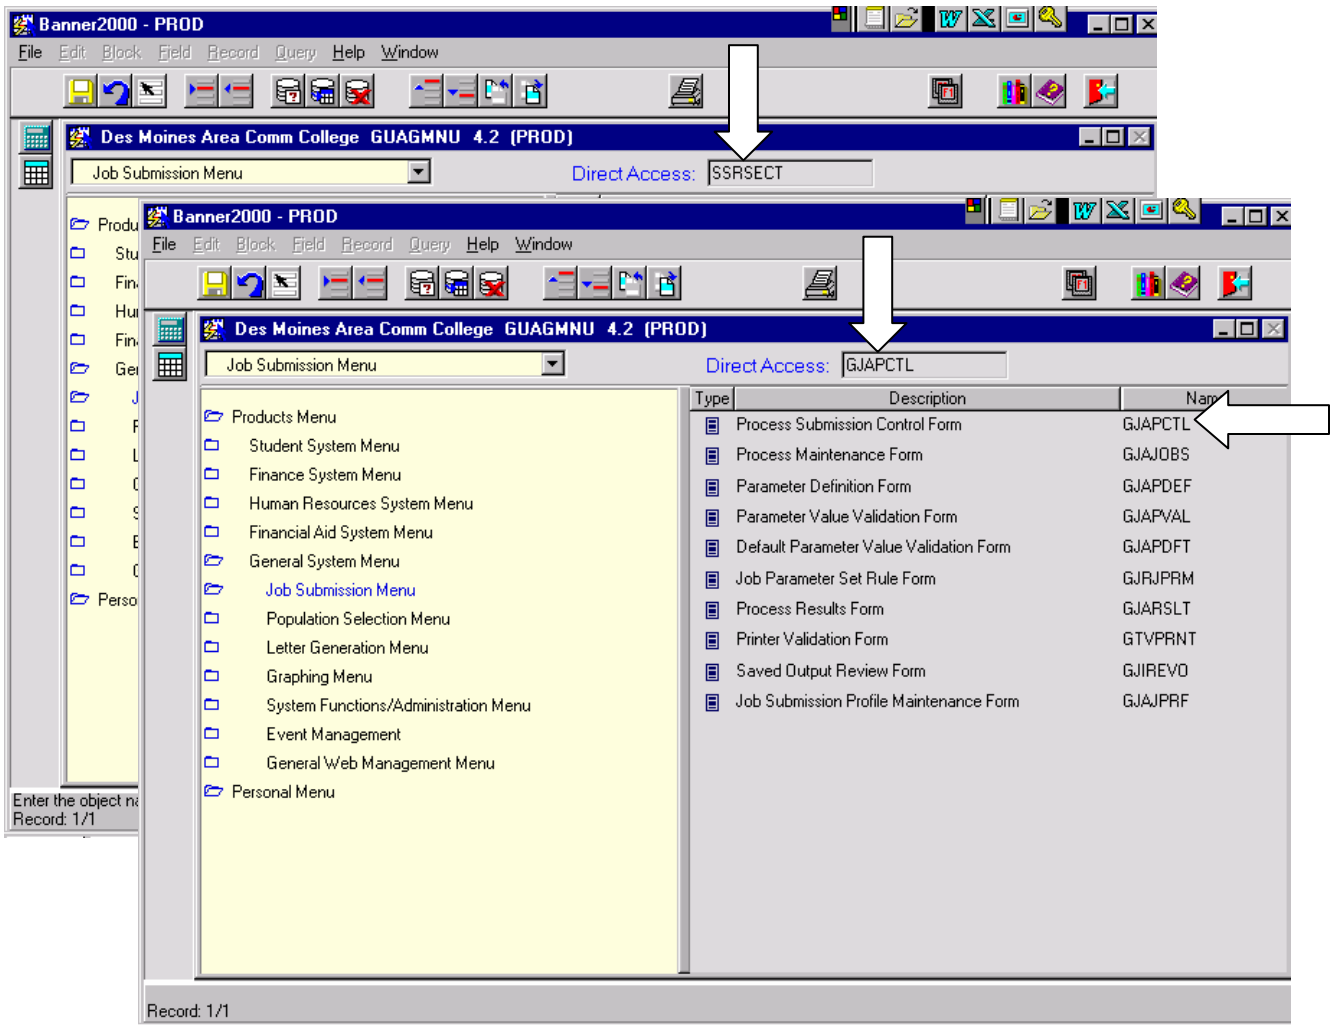 Banner2000 - PROD
File Edit Block Field Record Query Help Window
Des Moines Area Comm College GUAGMNU 4.2 (PROD)
Job Submission Menu Direct Access: SSRSECT
Produ
Stu
Fin
Hu
Fin
Ge
J
F
L
S
E
Perso
Enter the object na
Record: 1/1
Banner2000 - PROD
File Edit Block Field Record Query Help Window
Des Moines Area Comm College GUAGMNU 4.2 (PROD)
Job Submission Menu Direct Access: GJAPCTL
Products Menu
Student System Menu
Finance System Menu
Human Resources System Menu
Financial Aid System Menu
General System Menu
Job Submission Menu
Population Selection Menu
Letter Generation Menu
Graphing Menu
System Functions/Administration Menu
Event Management
General Web Management Menu
Personal Menu
Type Description Nam
Process Submission Control Form GJAPCTL
Process Maintenance Form GJAJOBS
Parameter Definition Form GJAPDEF
Parameter Value Validation Form GJAPVAL
Default Parameter Value Validation Form GJAPDFT
Job Parameter Set Rule Form GJRJPRM
Process Results Form GJARSLT
Printer Validation Form GTVPRNT
Saved Output Review Form GJIREVO
Job Submission Profile Maintenance Form GJAJPRF
Record: 1/1